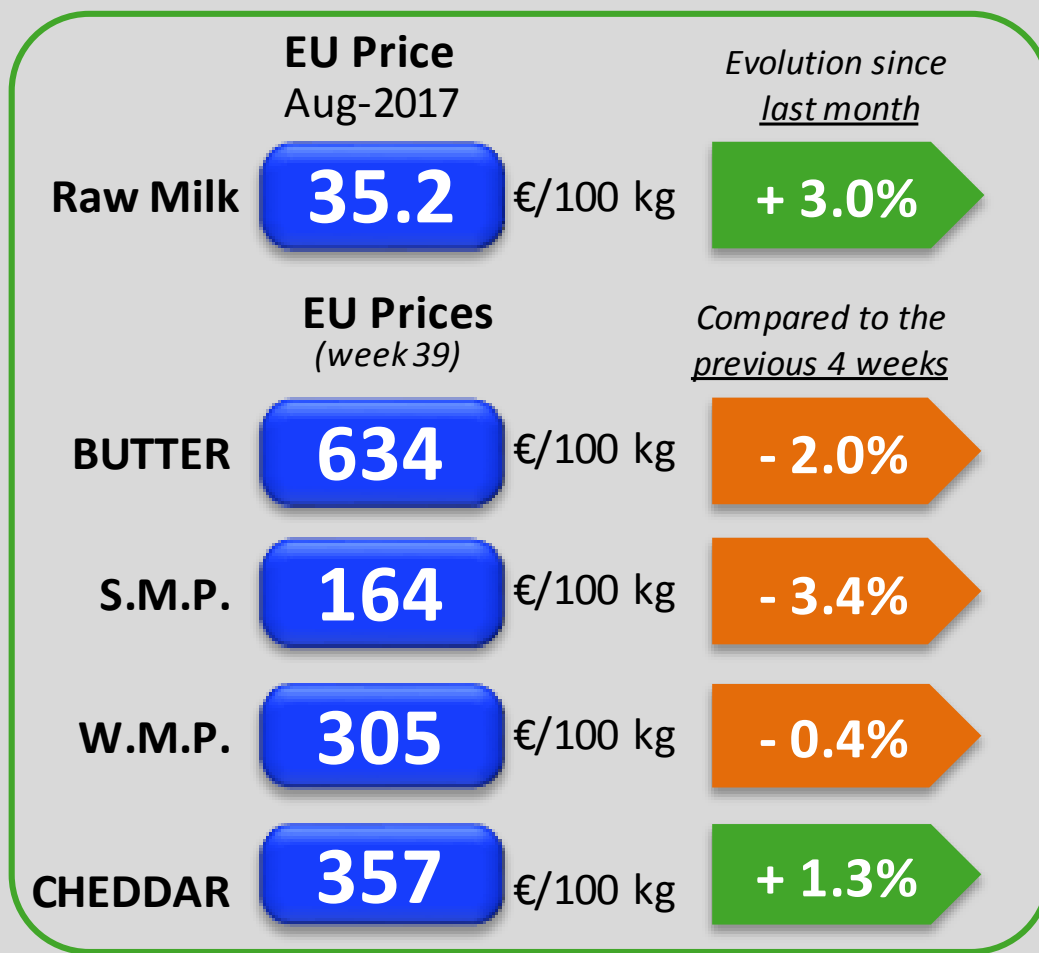 EU Price
Aug-2017
Evolution since
last month
Raw Milk 35.2 €/100 kg + 3.0%
EU Prices
(week 39)
Compared to the
previous 4 weeks
BUTTER 634 €/100 kg - 2.0%
S.M.P. 164 €/100 kg - 3.4%
W.M.P. 305 €/100 kg - 0.4%
CHEDDAR 357 €/100 kg + 1.3%